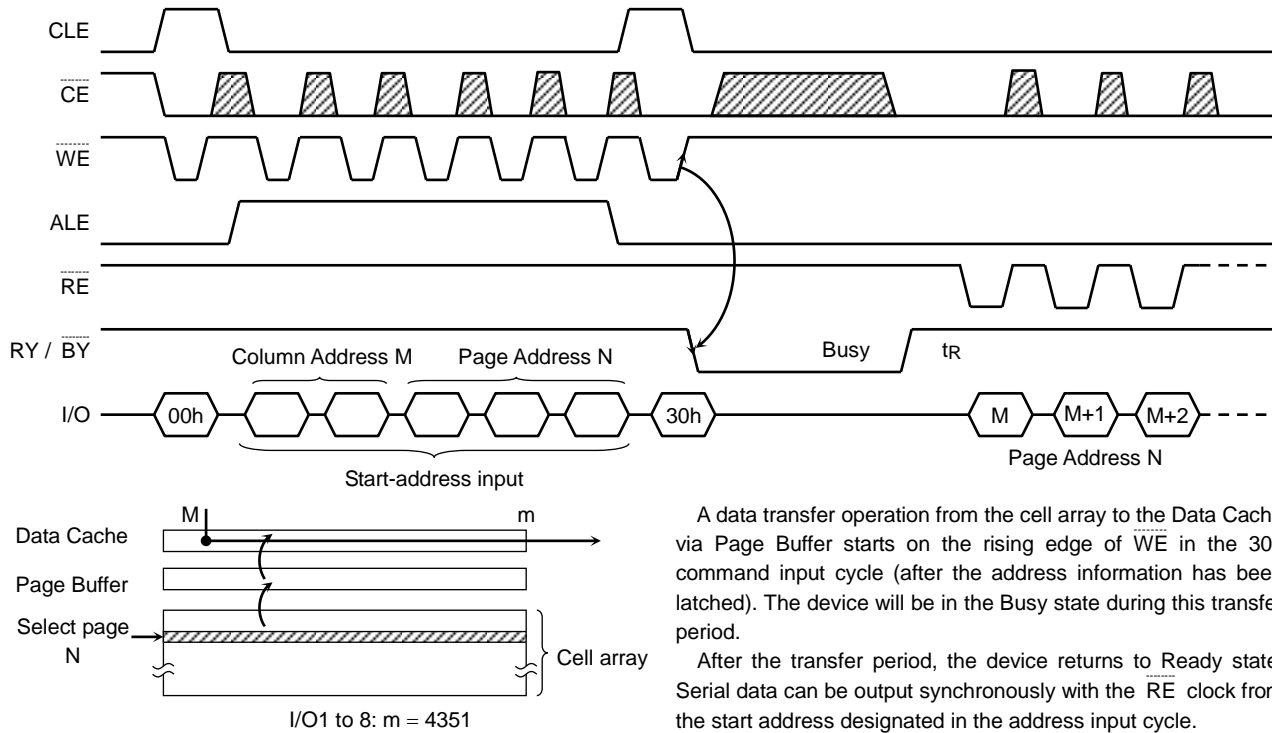 CLE
CE
WE
ALE
RE
RY / BY
Busy
tR
Column Address M
Page Address N
I/O
00h
30h
M
M+1
M+2
Start-address input
Page Address N
M
m
Data Cache
Page Buffer
Select page
N
Cell array
I/O1 to 8: m = 4351
A data transfer operation from the cell array to the Data Cach
via Page Buffer starts on the rising edge of WE in the 30
command input cycle (after the address information has bee
latched). The device will be in the Busy state during this transfe
period.
After the transfer period, the device returns to Ready state
Serial data can be output synchronously with the RE clock from
the start address designated in the address input cycle.